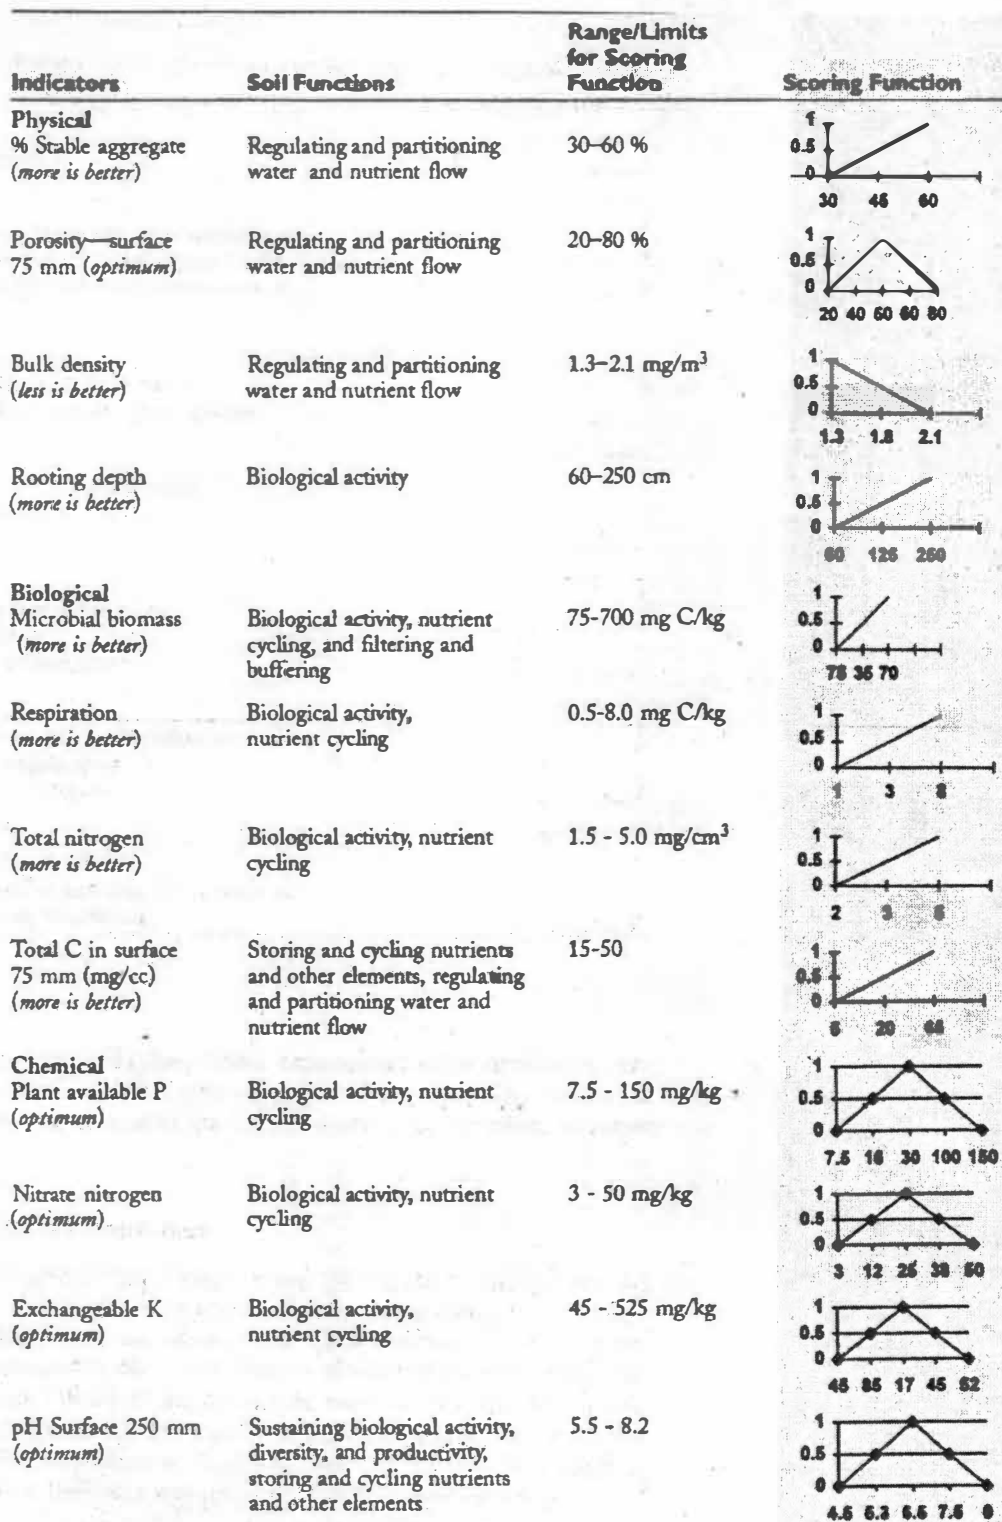 Range/Limits
for Scoring
Indicators Soil Functions Function Scoring Function
Physical
% Stable aggregate Regulating and partitioning 30–60 %
(more is better) water and nutrient flow
1
0.5
0
30 45 60
Porosity—surface Regulating and partitioning 20–80 %
75 mm (optimum) water and nutrient flow
1
0.5
0
20 40 60 80
Bulk density Regulating and partitioning 1.3–2.1 mg/m³
(less is better) water and nutrient flow
1
0.5
0
1.3 1.8 2.1
Rooting depth Biological activity 60–250 cm
(more is better)
1
0.5
0
60 125 250
Biological
Microbial biomass Biological activity, nutrient 75-700 mg C/kg
(more is better) cycling, and filtering and
buffering
1
0.5
0
75 35 70
Respiration Biological activity, 0.5-8.0 mg C/kg
(more is better) nutrient cycling
1
0.5
0
1 3 8
Total nitrogen Biological activity, nutrient 1.5 - 5.0 mg/cm³
(more is better) cycling
1
0.5
0
2 3 5
Total C in surface Storing and cycling nutrients 15-50
75 mm (mg/cc) and other elements, regulating
(more is better) and partitioning water and
nutrient flow
1
0.5
0
5 20
Chemical
Plant available P Biological activity, nutrient 7.5 - 150 mg/kg
(optimum) cycling
1
0.5
0
7.5 15 30 100 150
Nitrate nitrogen Biological activity, nutrient 3 - 50 mg/kg
(optimum) cycling
1
0.5
0
3 12 25 38 50
Exchangeable K Biological activity, 45 - 525 mg/kg
(optimum) nutrient cycling
1
0.5
0
45 85 17 45 52
pH Surface 250 mm Sustaining biological activity, 5.5 - 8.2
(optimum) diversity, and productivity,
storing and cycling nutrients
and other elements
1
0.5
0
4.5 5.3 6.5 7.5